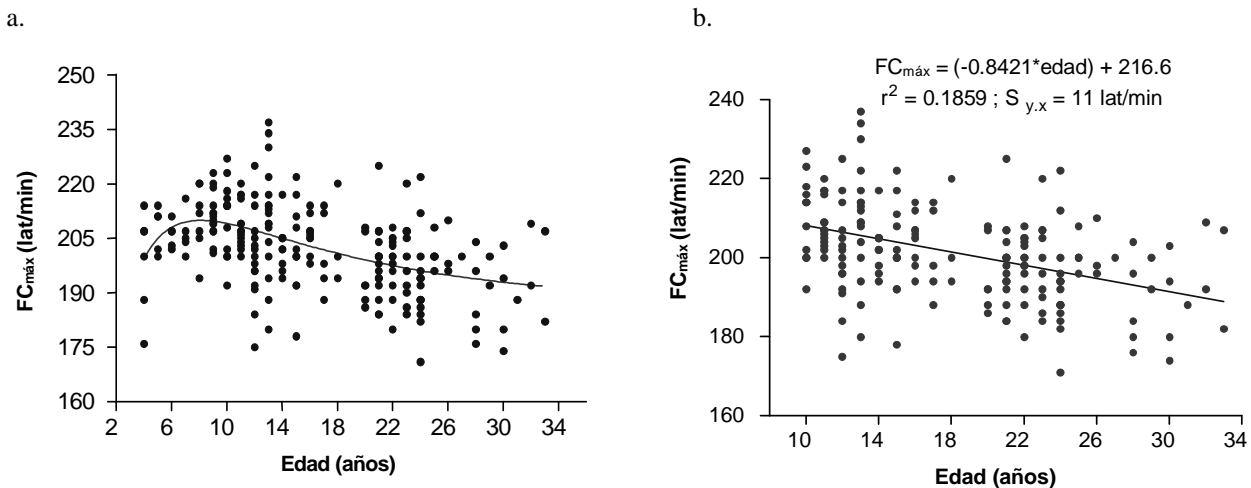 a.
250
235
220
205
190
175
160
FCmáx (lat/min)
2 6 10 14 18 22 26 30 34
Edad (años)
b.
FCmáx = (-0.8421*edad) + 216.6
r² = 0.1859 ; S y.x = 11 lat/min
240
220
200
180
160
FCmáx (lat/min)
10 14 18 22 26 30 34
Edad (años)